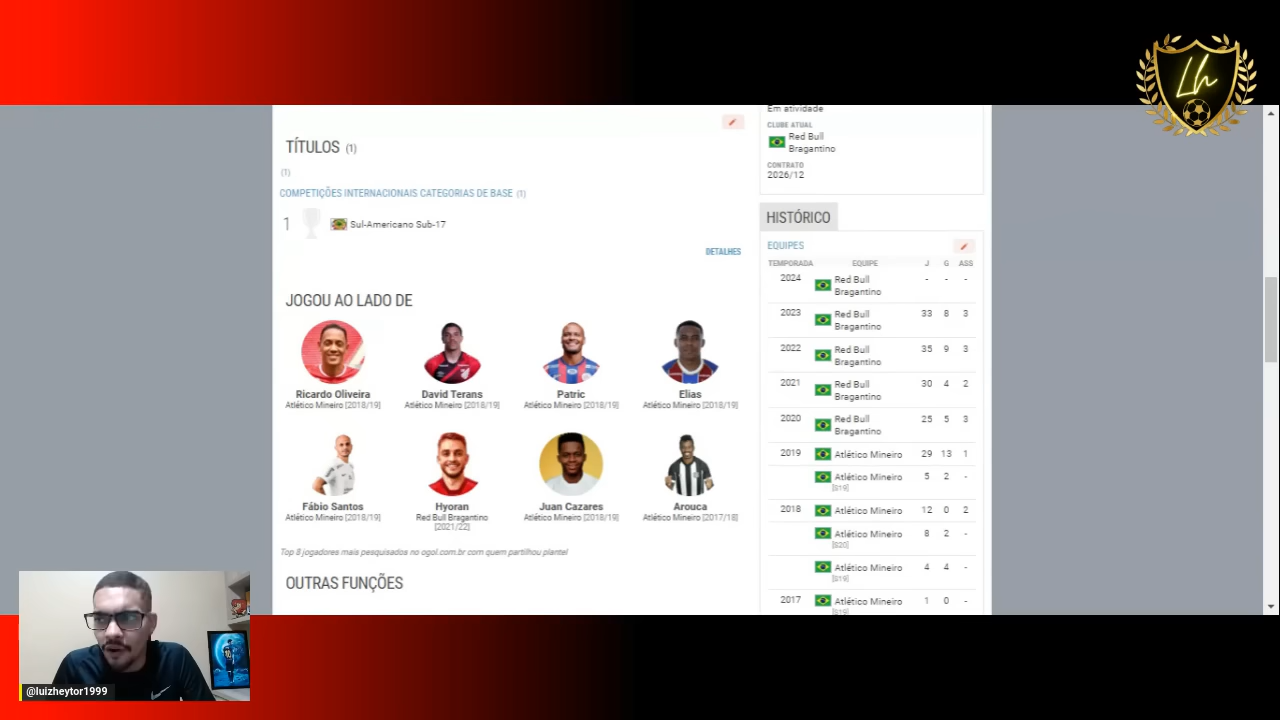 Lh
TÍTULOS (1)
(1)
COMPETIÇÕES INTERNACIONAIS CATEGORIAS DE BASE (1)
1 Sul-Americano Sub-17
DETALHES
JOGOU AO LADO DE
Ricardo Oliveira
Atlético Mineiro [2018/19]
David Terans
Atlético Mineiro [2018/19]
Patric
Atlético Mineiro [2018/19]
Elias
Atlético Mineiro [2018/19]
Fábio Santos
Atlético Mineiro [2018/19]
Hyoran
Red Bull Bragantino
[2021/22]
Juan Cazares
Atlético Mineiro [2018/19]
Arouca
Atlético Mineiro [2017/18]
Top 8 jogadores mais pesquisados no ogol.com.br com quem partilhou plantel
OUTRAS FUNÇÕES
Em atividade
CLUBE ATUAL
Red Bull
Bragantino
CONTRATO
2026/12
HISTÓRICO
EQUIPES
TEMPORADA EQUIPE J G ASS
2024 Red Bull Bragantino - - -
2023 Red Bull Bragantino 33 8 3
2022 Red Bull Bragantino 35 9 3
2021 Red Bull Bragantino 30 4 2
2020 Red Bull Bragantino 25 5 3
2019 Atlético Mineiro 29 13 1
Atlético Mineiro [S19] 5 2 -
2018 Atlético Mineiro 12 0 2
Atlético Mineiro [S20] 8 2 -
Atlético Mineiro [S19] 4 4 -
2017 Atlético Mineiro [S19] 1 0 -
@luizheytor1999